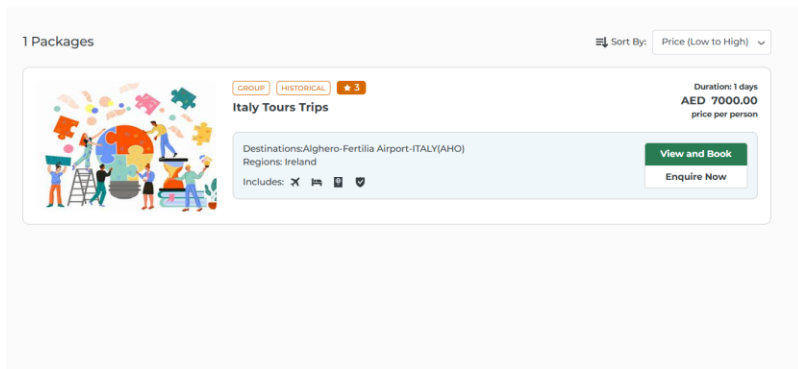 1 Packages
Sort By: Price (Low to High)
GROUP HISTORICAL 3
Italy Tours Trips
Duration: 1 days
AED 7000.00
price per person
Destinations:Alghero-Fertilia Airport-ITALY(AHO)
Regions: Ireland
Includes:
View and Book
Enquire Now